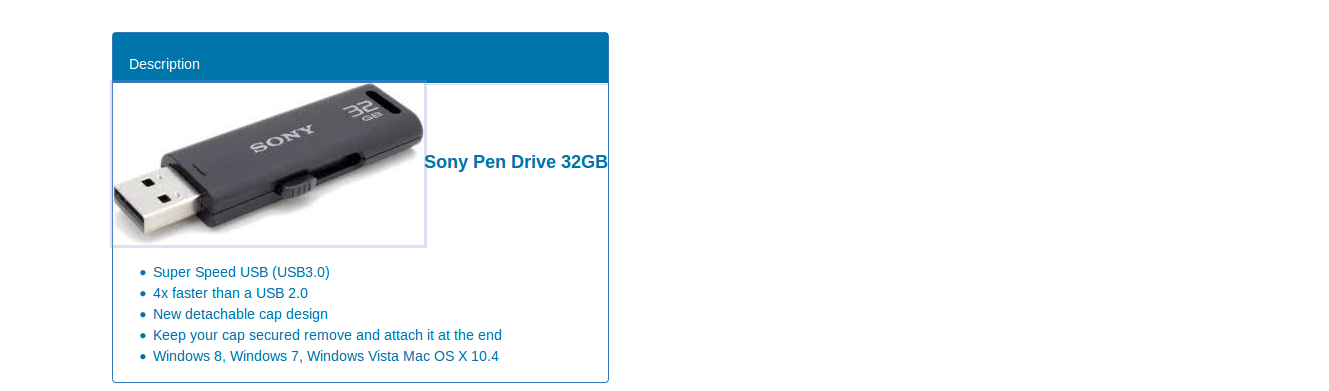 Description
32
GB
SONY
Sony Pen Drive 32GB
Super Speed USB (USB3.0)
4x faster than a USB 2.0
New detachable cap design
Keep your cap secured remove and attach it at the end
Windows 8, Windows 7, Windows Vista Mac OS X 10.4